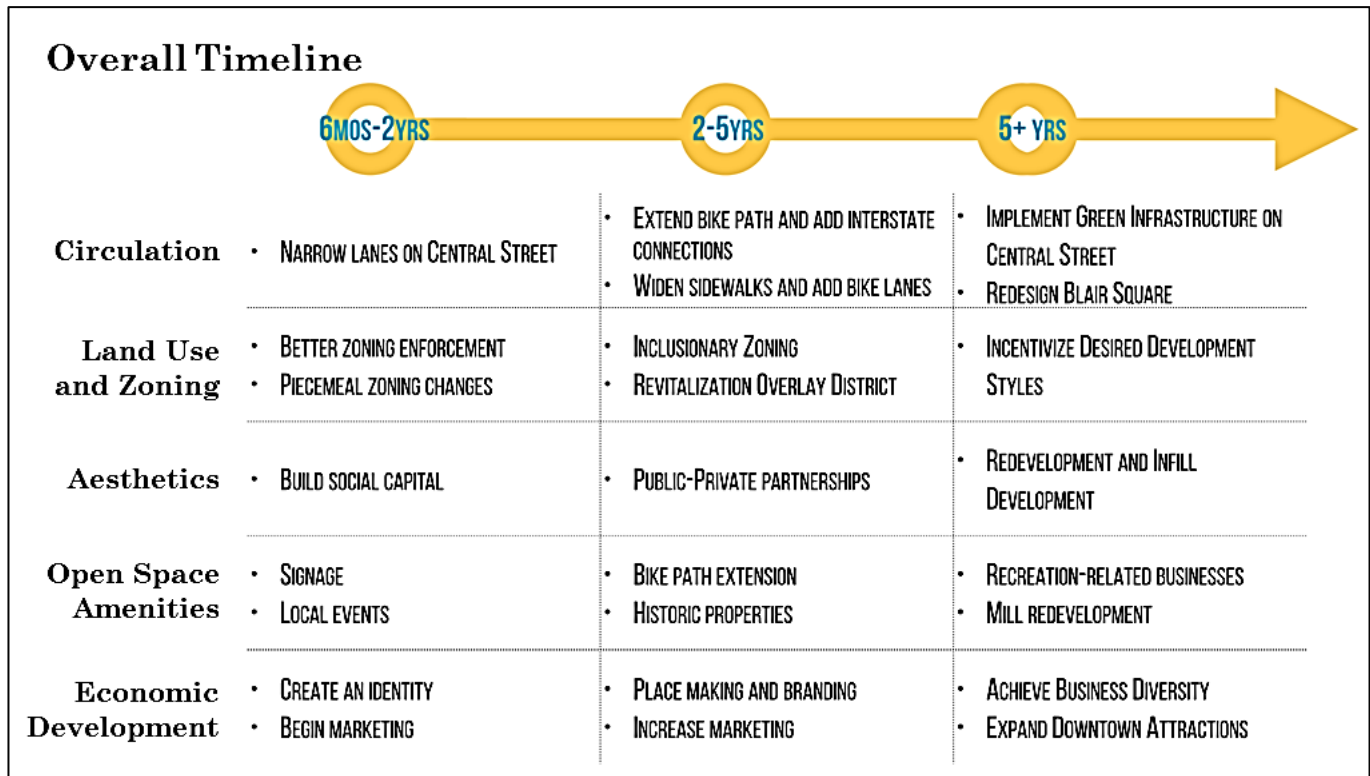 Overall Timeline
6MOS-2YRS
2-5YRS
5+ YRS
Circulation
• NARROW LANES ON CENTRAL STREET
• EXTEND BIKE PATH AND ADD INTERSTATE
CONNECTIONS
• WIDEN SIDEWALKS AND ADD BIKE LANES
• IMPLEMENT GREEN INFRASTRUCTURE ON
CENTRAL STREET
• REDESIGN BLAIR SQUARE
Land Use
and Zoning
• BETTER ZONING ENFORCEMENT
• PIECEMEAL ZONING CHANGES
• INCLUSIONARY ZONING
• REVITALIZATION OVERLAY DISTRICT
• INCENTIVIZE DESIRED DEVELOPMENT
STYLES
Aesthetics
• BUILD SOCIAL CAPITAL
• PUBLIC-PRIVATE PARTNERSHIPS
• REDEVELOPMENT AND INFILL
DEVELOPMENT
Open Space
Amenities
• SIGNAGE
• LOCAL EVENTS
• BIKE PATH EXTENSION
• HISTORIC PROPERTIES
• RECREATION-RELATED BUSINESSES
• MILL REDEVELOPMENT
Economic
Development
• CREATE AN IDENTITY
• BEGIN MARKETING
• PLACE MAKING AND BRANDING
• INCREASE MARKETING
• ACHIEVE BUSINESS DIVERSITY
• EXPAND DOWNTOWN ATTRACTIONS